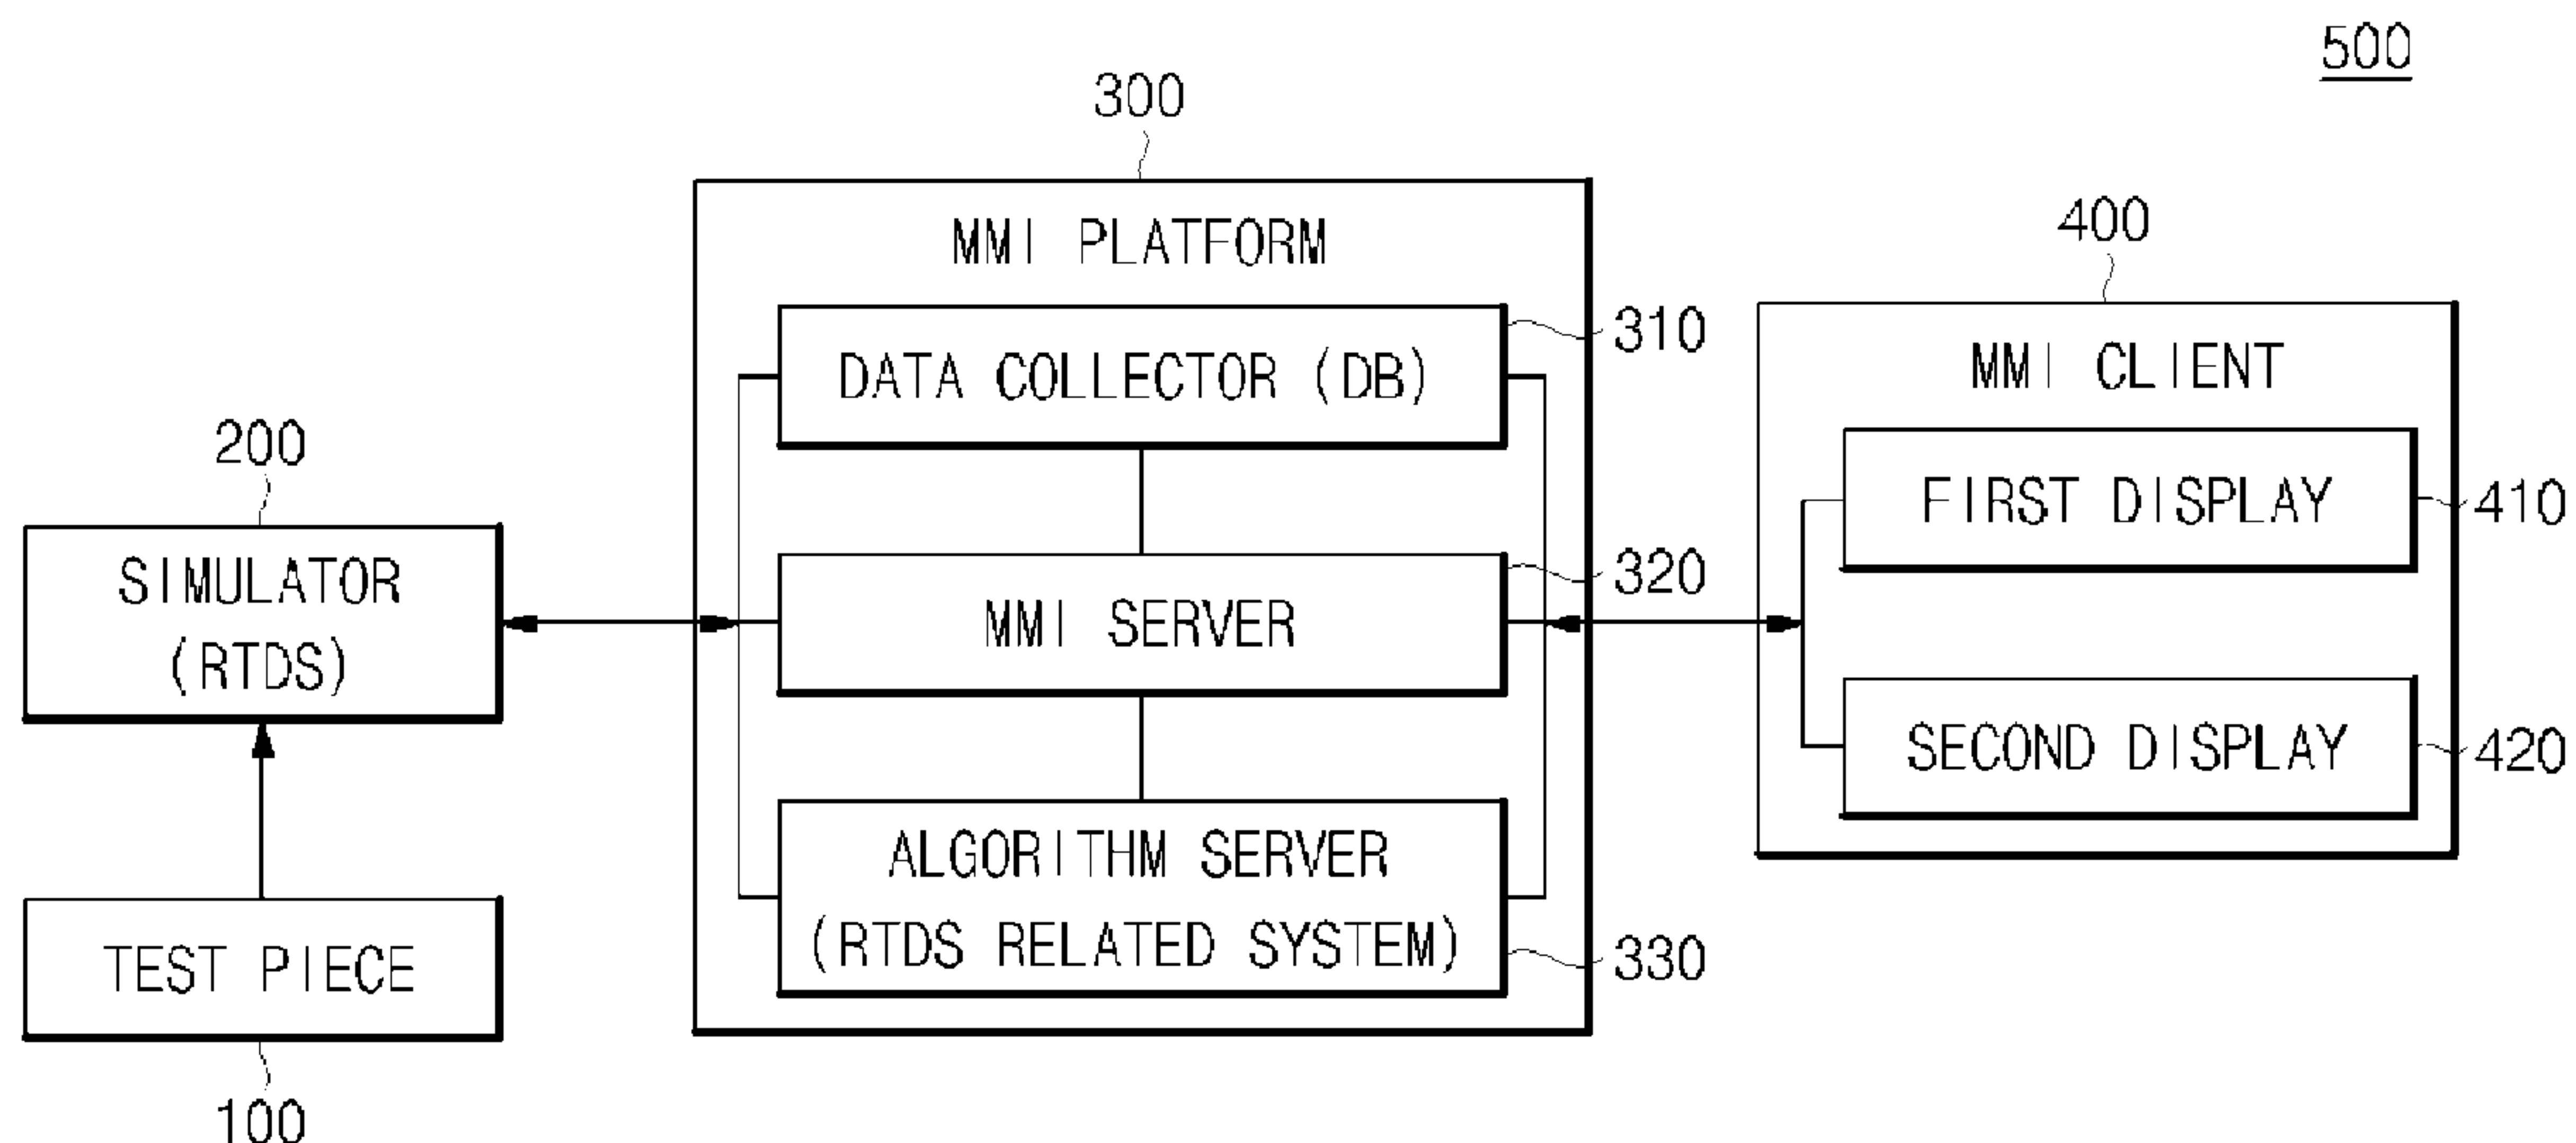 500
300
MMI PLATFORM
400
310
DATA COLLECTOR (DB)
MMI CLIENT
200
FIRST DISPLAY
410
SIMULATOR
(RTDS)
320
MMI SERVER
SECOND DISPLAY
420
ALGORITHM SERVER
(RTDS RELATED SYSTEM)
330
TEST PIECE
100